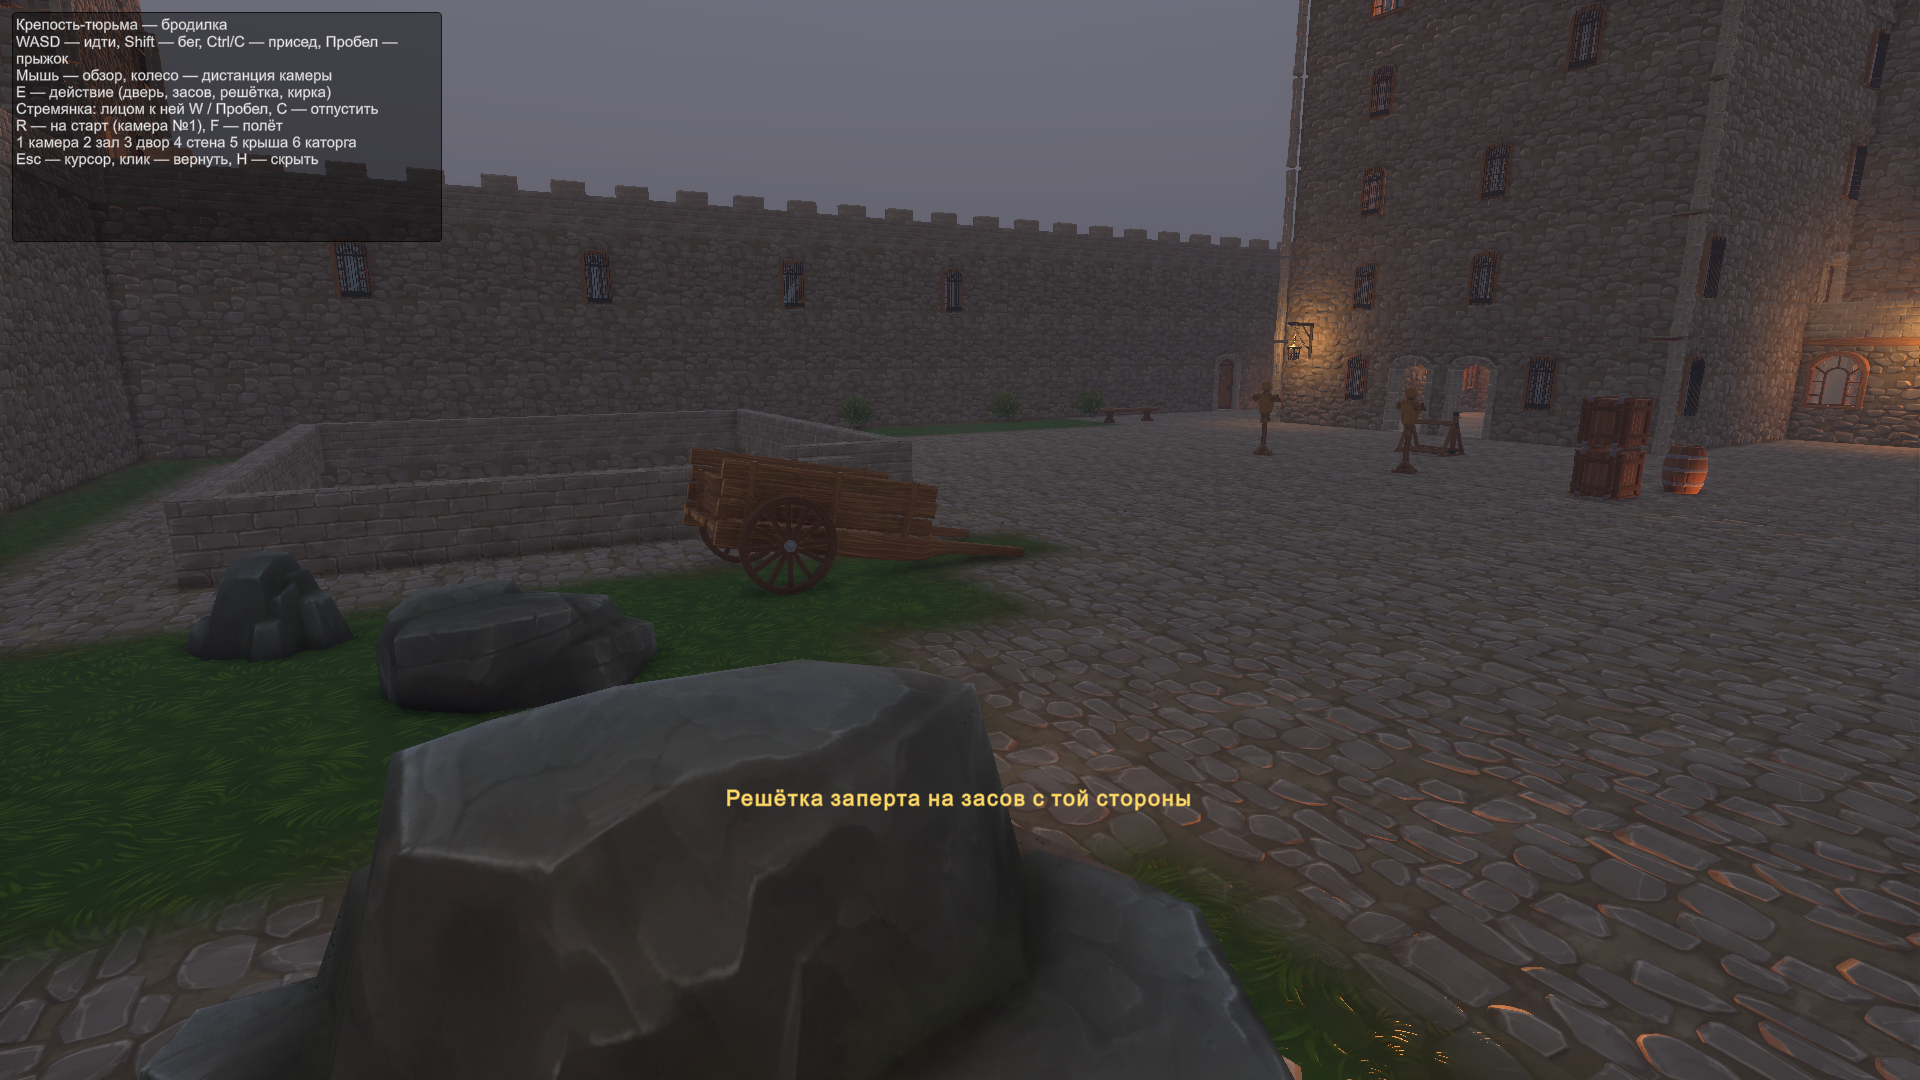 Крепость-тюрьма — бродилка
WASD — идти, Shift — бег, Ctrl/C — присед, Пробел —
прыжок
Мышь — обзор, колесо — дистанция камеры
E — действие (дверь, засов, решётка, кирка)
Стремянка: лицом к ней W / Пробел, C — отпустить
R — на старт (камера №1), F — полёт
1 камера 2 зал 3 двор 4 стена 5 крыша 6 каторга
Esc — курсор, клик — вернуть, H — скрыть
Решётка заперта на засов с той стороны